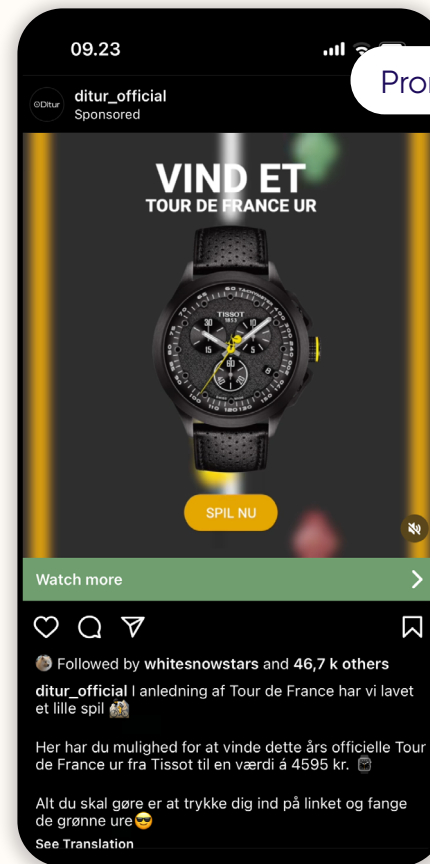 09.23
Pro
ditur_official
Sponsored
Ditur
VIND ET
TOUR DE FRANCE UR
TISSOT
1853
SPIL NU
Watch more
Followed by whitesnowstars and 46,7 k others
ditur_official I anledning af Tour de France har vi lavet
et lille spil 🚵
Her har du mulighed for at vinde dette års officielle Tour
de France ur fra Tissot til en værdi á 4595 kr. ⌚
Alt du skal gøre er at trykke dig ind på linket og fange
de grønne ure😎
See Translation